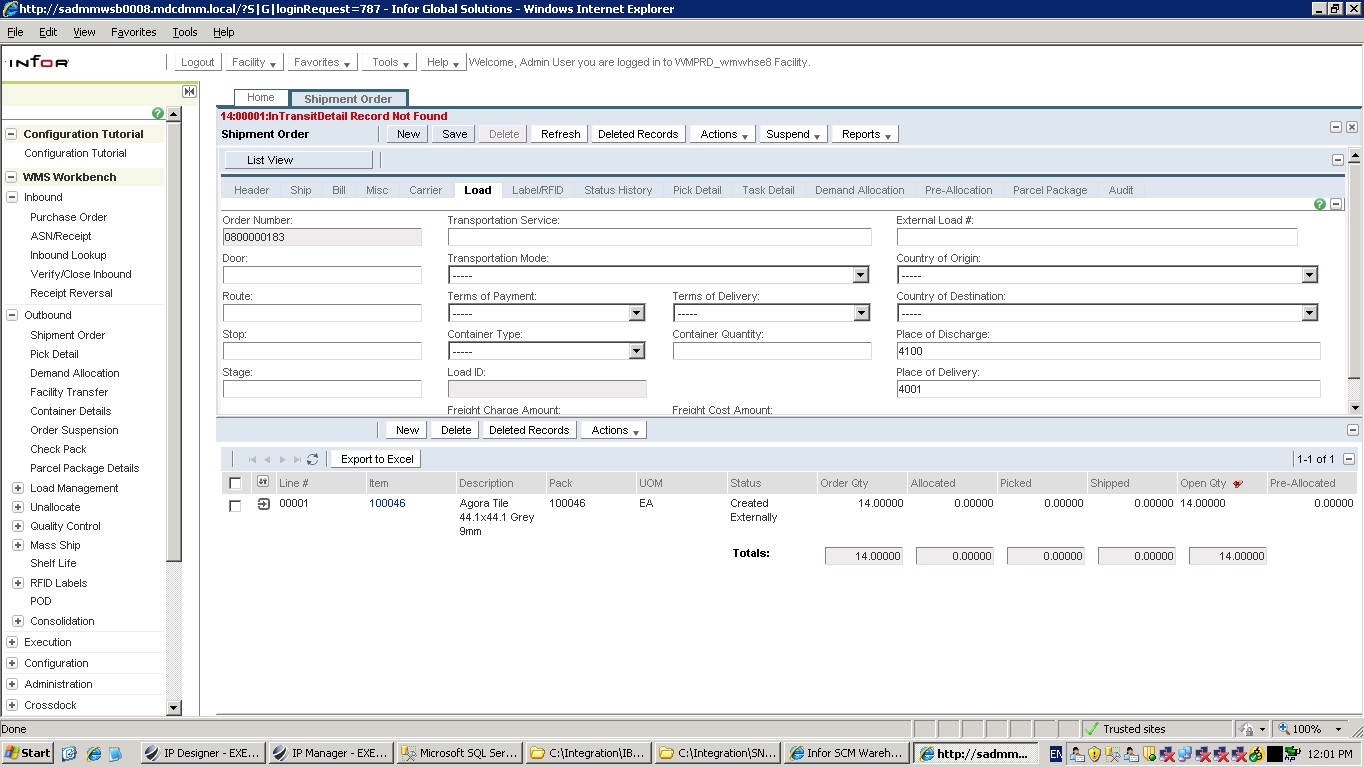 http://sadmmwsb0008.mdcdmm.local/?S|G|loginRequest=787 - Infor Global Solutions - Windows Internet Explorer
File Edit View Favorites Tools Help
infor Logout Facility Favorites Tools Help Welcome, Admin User you are logged in to WMPRD_wmwhse8 Facility.
Home Shipment Order
14:00001:InTransitDetail Record Not Found
Shipment Order New Save Delete Refresh Deleted Records Actions Suspend Reports
List View
Header Ship Bill Misc Carrier Load Label/RFID Status History Pick Detail Task Detail Demand Allocation Pre-Allocation Parcel Package Audit
Configuration Tutorial
Configuration Tutorial
WMS Workbench
Inbound
Purchase Order
ASN/Receipt
Inbound Lookup
Verify/Close Inbound
Receipt Reversal
Outbound
Shipment Order
Pick Detail
Demand Allocation
Facility Transfer
Container Details
Order Suspension
Check Pack
Parcel Package Details
Load Management
Unallocate
Quality Control
Mass Ship
Shelf Life
RFID Labels
POD
Consolidation
Execution
Configuration
Administration
Crossdock
Order Number: Transportation Service: External Load #:
0800000183
Door: Transportation Mode: Country of Origin:
----- -----
Route: Terms of Payment: Terms of Delivery: Country of Destination:
----- ----- -----
Stop: Container Type: Container Quantity: Place of Discharge:
----- 4100
Stage: Load ID: Place of Delivery:
4001
Freight Charge Amount: Freight Cost Amount:
New Delete Deleted Records Actions
Export to Excel 1-1 of 1
Line # Item Description Pack UOM Status Order Qty Allocated Picked Shipped Open Qty Pre-Allocated
00001 100046 Agora Tile 100046 EA Created 14.00000 0.00000 0.00000 0.00000 14.00000 0.00000
44.1x44.1 Grey Externally
9mm
Totals: 14.00000 0.00000 0.00000 0.00000 14.00000
Done Trusted sites 100%
Start IP Designer - EXE... IP Manager - EXE... Microsoft SQL Ser... C:\Integration\IB... C:\Integration\SN... Infor SCM Wareh... http://sadmm... EN 12:01 PM